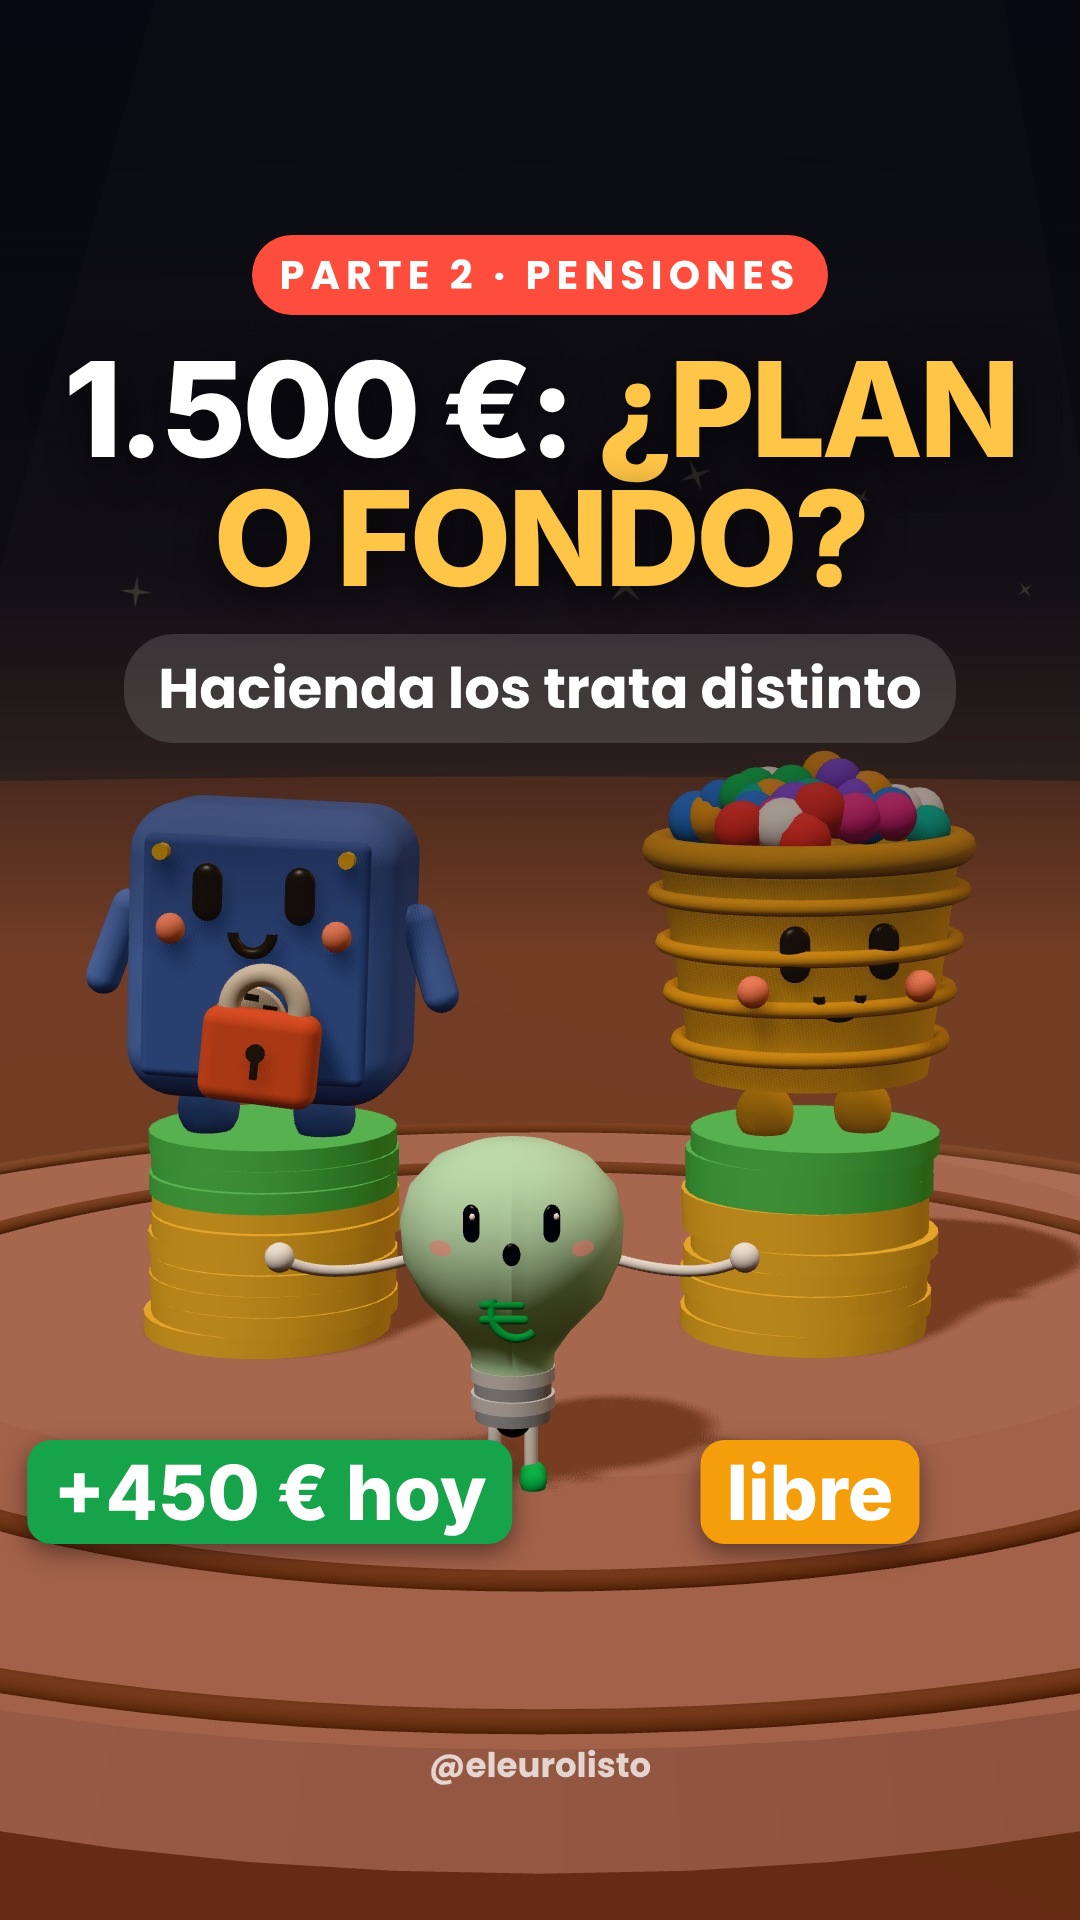 PARTE 2 · PENSIONES
1.500 €: ¿PLAN
O FONDO?
Hacienda los trata distinto
€
+450 € hoy
libre
@eleurolisto